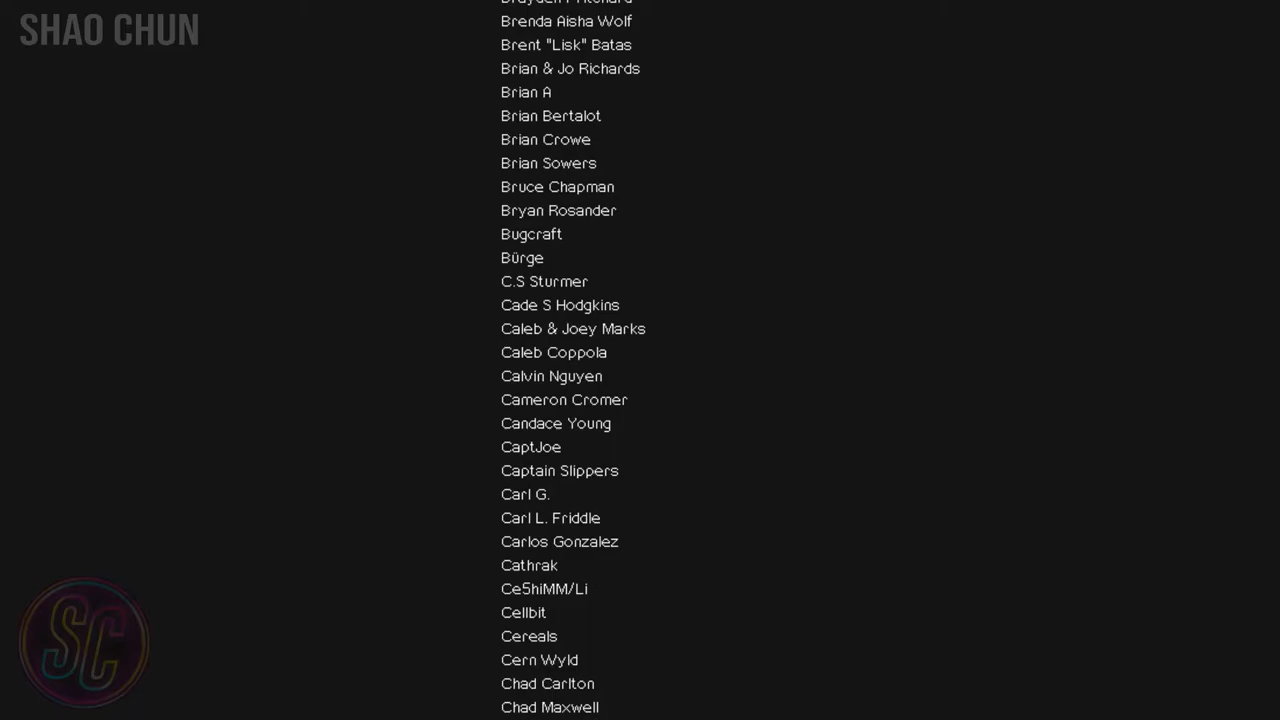 SHAO CHUN
Brenda Aisha Wolf
Brent "Lisk" Batas
Brian & Jo Richards
Brian A
Brian Bertalot
Brian Crowe
Brian Sowers
Bruce Chapman
Bryan Rosander
Bugcraft
Bürge
C.S Sturmer
Cade S Hodgkins
Caleb & Joey Marks
Caleb Coppola
Calvin Nguyen
Cameron Cromer
Candace Young
CaptJoe
Captain Slippers
Carl G.
Carl L. Friddle
Carlos Gonzalez
Cathrak
Ce5hiMM/Li
Cellbit
Cereals
Cern Wyld
Chad Carlton
Chad Maxwell
SC